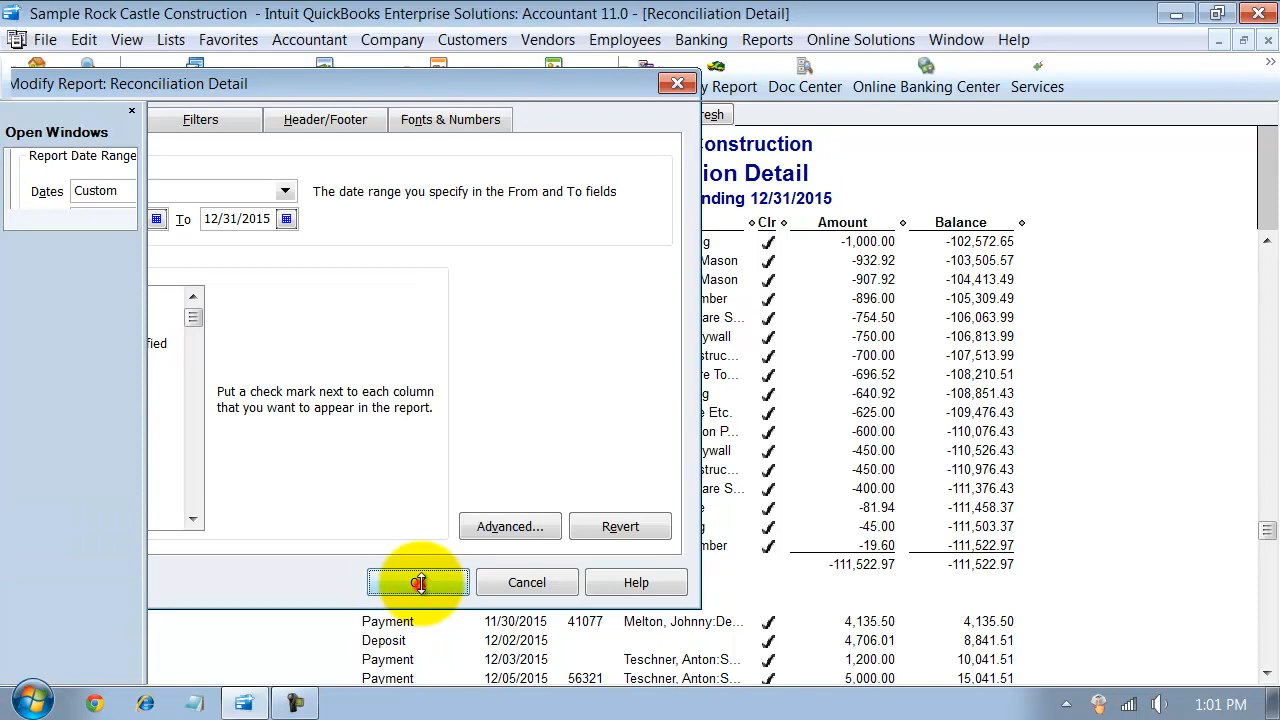 Sample Rock Castle Construction - Intuit QuickBooks Enterprise Solutions: Accountant 11.0 - [Reconciliation Detail]
File Edit View Lists Favorites Accountant Company Customers Vendors Employees Banking Reports Online Solutions Window Help
Modify Report: Reconciliation Detail
y Report Doc Center Online Banking Center Services
Filters Header/Footer Fonts & Numbers
resh
Open Windows
Report Date Range
Dates Custom
The date range you specify in the From and To fields
To 12/31/2015
fied
Put a check mark next to each column
that you want to appear in the report.
Advanced... Revert
Cancel Help
Construction
ion Detail
nding 12/31/2015
Clr Amount Balance
g -1,000.00 -102,572.65
Mason -932.92 -103,505.57
Mason -907.92 -104,413.49
mber -896.00 -105,309.49
are S... -754.50 -106,063.99
ywall -750.00 -106,813.99
struc... -700.00 -107,513.99
re To... -696.52 -108,210.51
g -640.92 -108,851.43
e Etc. -625.00 -109,476.43
on P... -600.00 -110,076.43
ywall -450.00 -110,526.43
struc... -450.00 -110,976.43
are S... -400.00 -111,376.43
e -81.94 -111,458.37
g -45.00 -111,503.37
mber -19.60 -111,522.97
-111,522.97 -111,522.97
Payment 11/30/2015 41077 Melton, Johnny:De... 4,135.50 4,135.50
Deposit 12/02/2015 4,706.01 8,841.51
Payment 12/03/2015 Teschner, Anton:S... 1,200.00 10,041.51
Payment 12/05/2015 56321 Teschner, Anton:S... 5,000.00 15,041.51
1:01 PM